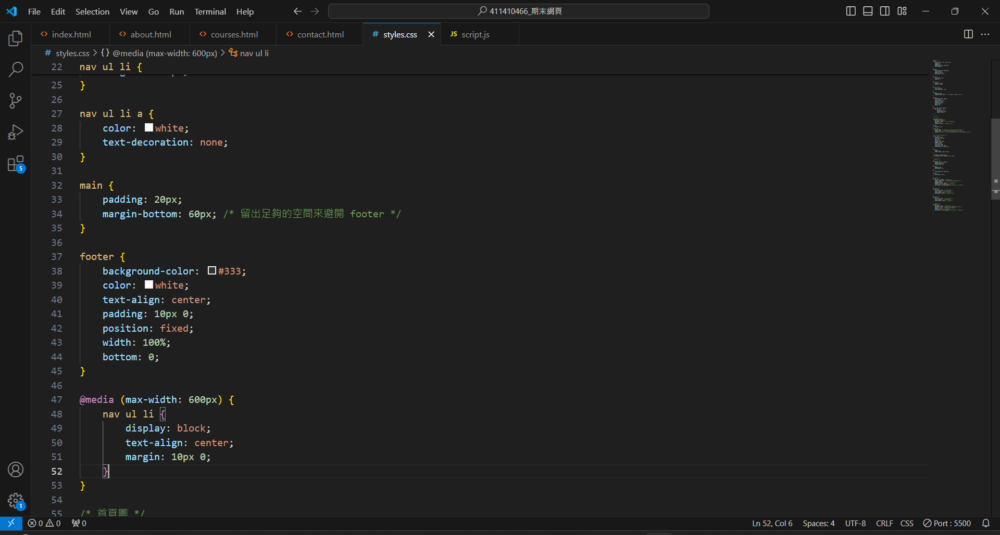 File Edit Selection View Go Run Terminal Help
411410466_期末網頁
index.html about.html courses.html contact.html # styles.css JS script.js
# styles.css > {} @media (max-width: 600px) > nav ul li
22 nav ul li {
25 }
26
27 nav ul li a {
28 color: white;
29 text-decoration: none;
30 }
31
32 main {
33 padding: 20px;
34 margin-bottom: 60px; /* 留出足夠的空間來避開 footer */
35 }
36
37 footer {
38 background-color: #333;
39 color: white;
40 text-align: center;
41 padding: 10px 0;
42 position: fixed;
43 width: 100%;
44 bottom: 0;
45 }
46
47 @media (max-width: 600px) {
48 nav ul li {
49 display: block;
50 text-align: center;
51 margin: 10px 0;
52 }
53 }
54
55 /* 首頁圖 */
5
1
0 0 0 Ln 52, Col 6 Spaces: 4 UTF-8 CRLF CSS Port : 5500